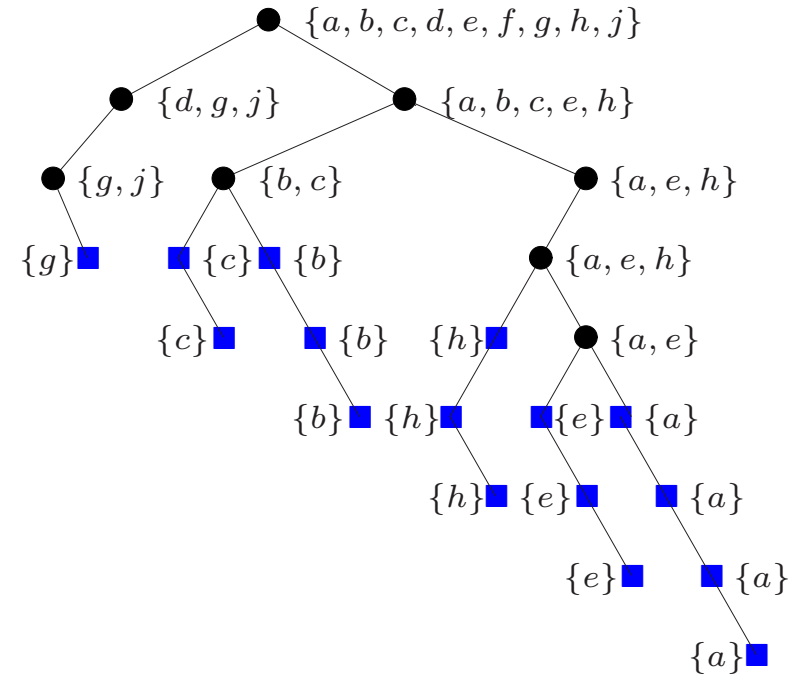 {a, b, c, d, e, f, g, h, j}
{d, g, j} {a, b, c, e, h}
{g, j} {b, c} {a, e, h}
{g} {c} {b} {a, e, h}
{c} {b} {h} {a, e}
{b} {h} {e} {a}
{h} {e} {a}
{e} {a}
{a}